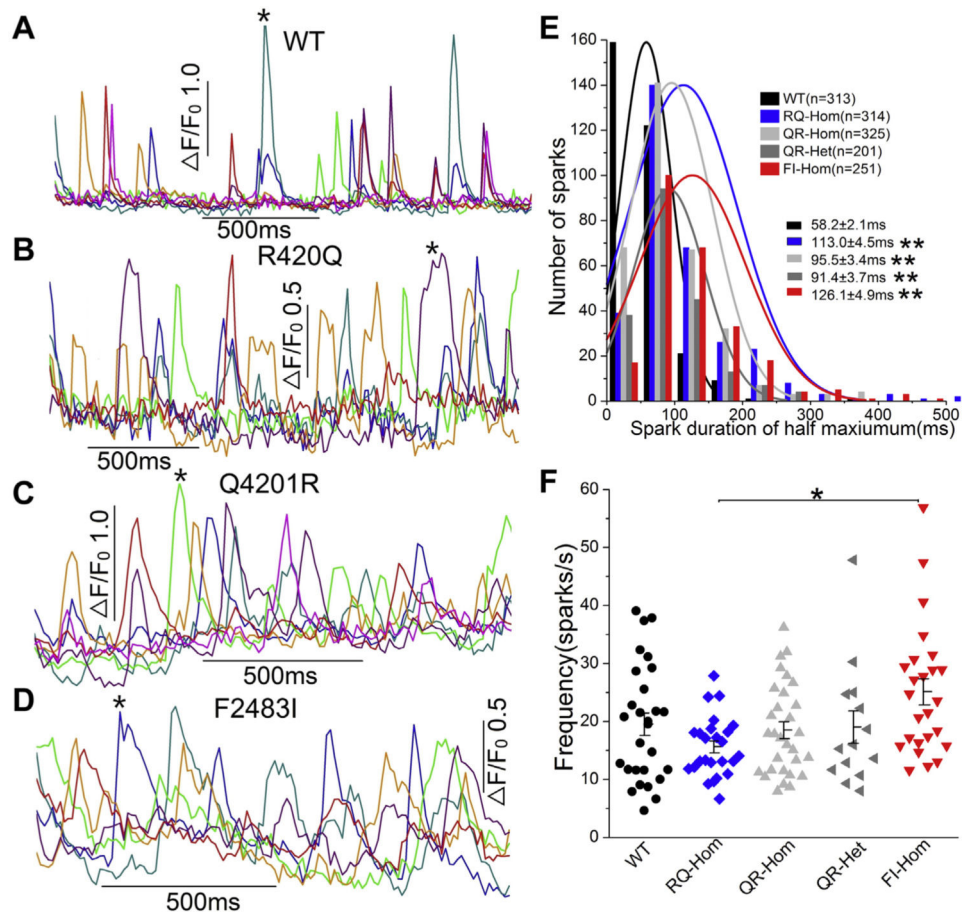 A
*
WT
ΔF/F0 1.0
500ms
B
R420Q
*
ΔF/F0 0.5
500ms
C
Q4201R
*
ΔF/F0 1.0
500ms
D
F2483I
*
ΔF/F0 0.5
500ms
E
Number of sparks
160
140
120
100
80
60
40
20
0
WT(n=313)
RQ-Hom(n=314)
QR-Hom(n=325)
QR-Het(n=201)
FI-Hom(n=251)
58.2±2.1ms
113.0±4.5ms **
95.5±3.4ms **
91.4±3.7ms **
126.1±4.9ms **
0 100 200 300 400 500
Spark duration of half maxiumum(ms)
F
Frequency(sparks/s)
60
50
40
30
20
10
0
*
WT
RQ-Hom
QR-Hom
QR-Het
FI-Hom